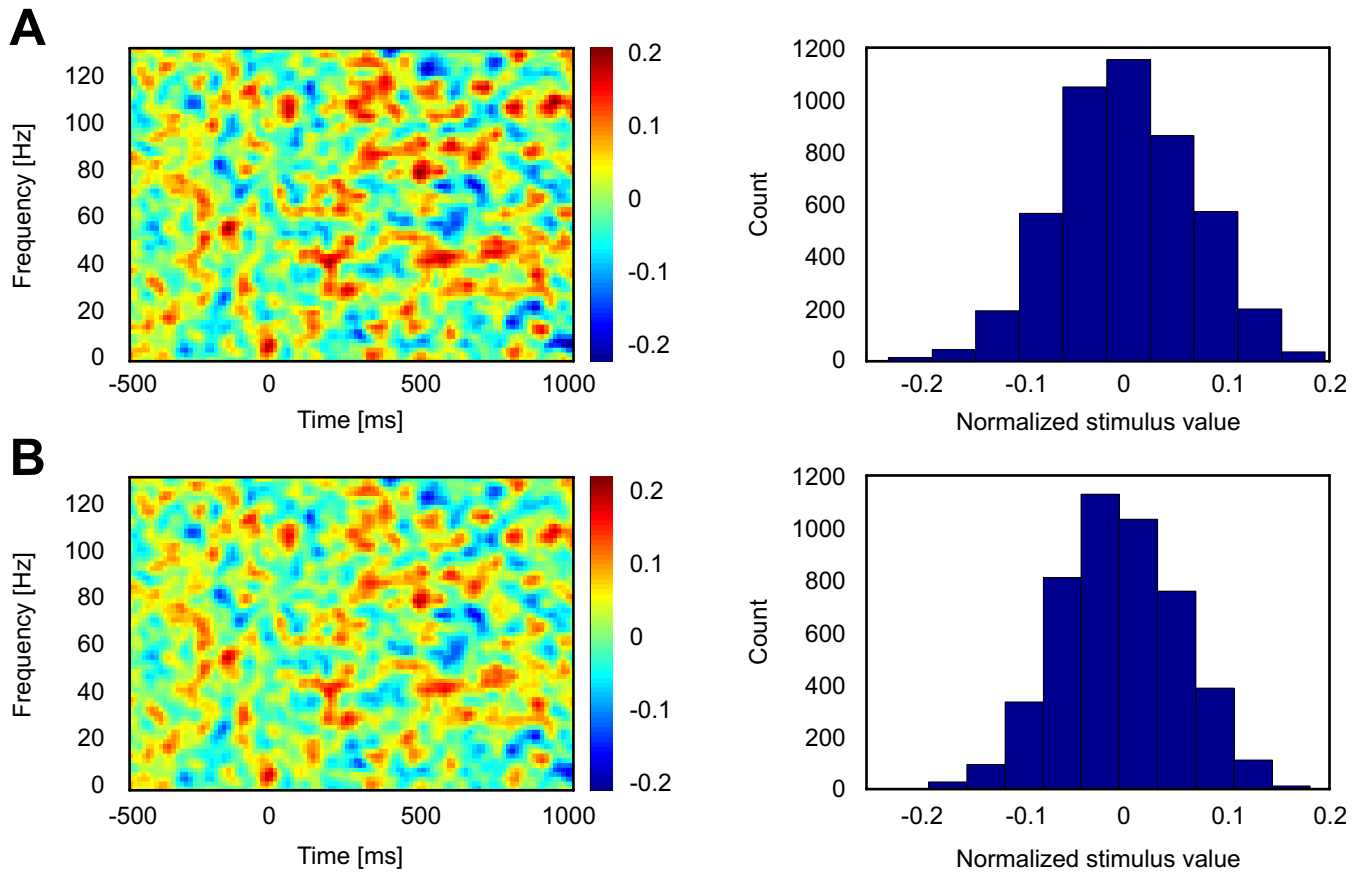 A
Frequency [Hz]
120
100
80
60
40
20
0
-500 0 500 1000
Time [ms]
0.2
0.1
0
-0.1
-0.2
Count
1200
1000
800
600
400
200
0
-0.2 -0.1 0 0.1 0.2
Normalized stimulus value
B
Frequency [Hz]
120
100
80
60
40
20
0
-500 0 500 1000
Time [ms]
0.2
0.1
0
-0.1
-0.2
Count
1200
1000
800
600
400
200
0
-0.2 -0.1 0 0.1 0.2
Normalized stimulus value